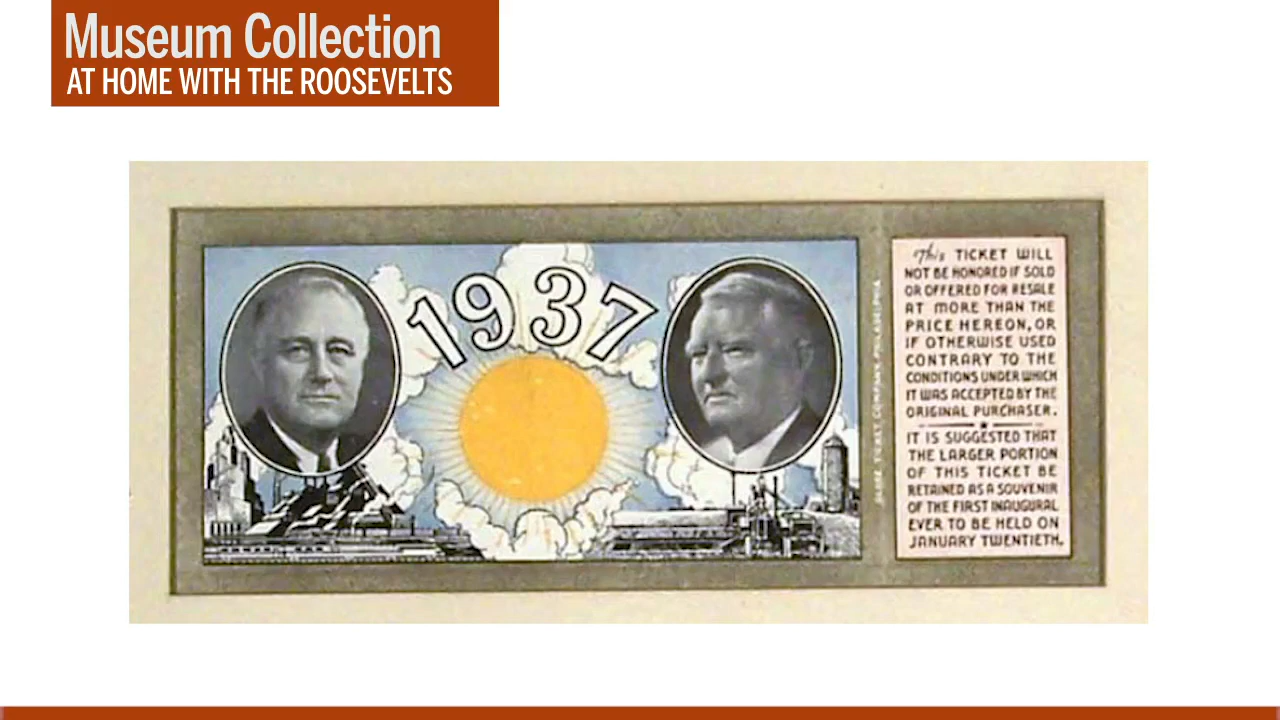 Museum Collection
AT HOME WITH THE ROOSEVELTS
1937
This TICKET WILL
NOT BE HONORED IF SOLD
OR OFFERED FOR RESALE
AT MORE THAN THE
PRICE HEREON, OR
IF OTHERWISE USED
CONTRARY TO THE
CONDITIONS UNDER WHICH
IT WAS ACCEPTED BY THE
ORIGINAL PURCHASER.
IT IS SUGGESTED THAT
THE LARGER PORTION
OF THIS TICKET BE
RETAINED AS A SOUVENIR
OF THE FIRST INAUGURAL
EVER TO BE HELD ON
JANUARY TWENTIETH.
TICKET COMPANY, PHILADELPHIA